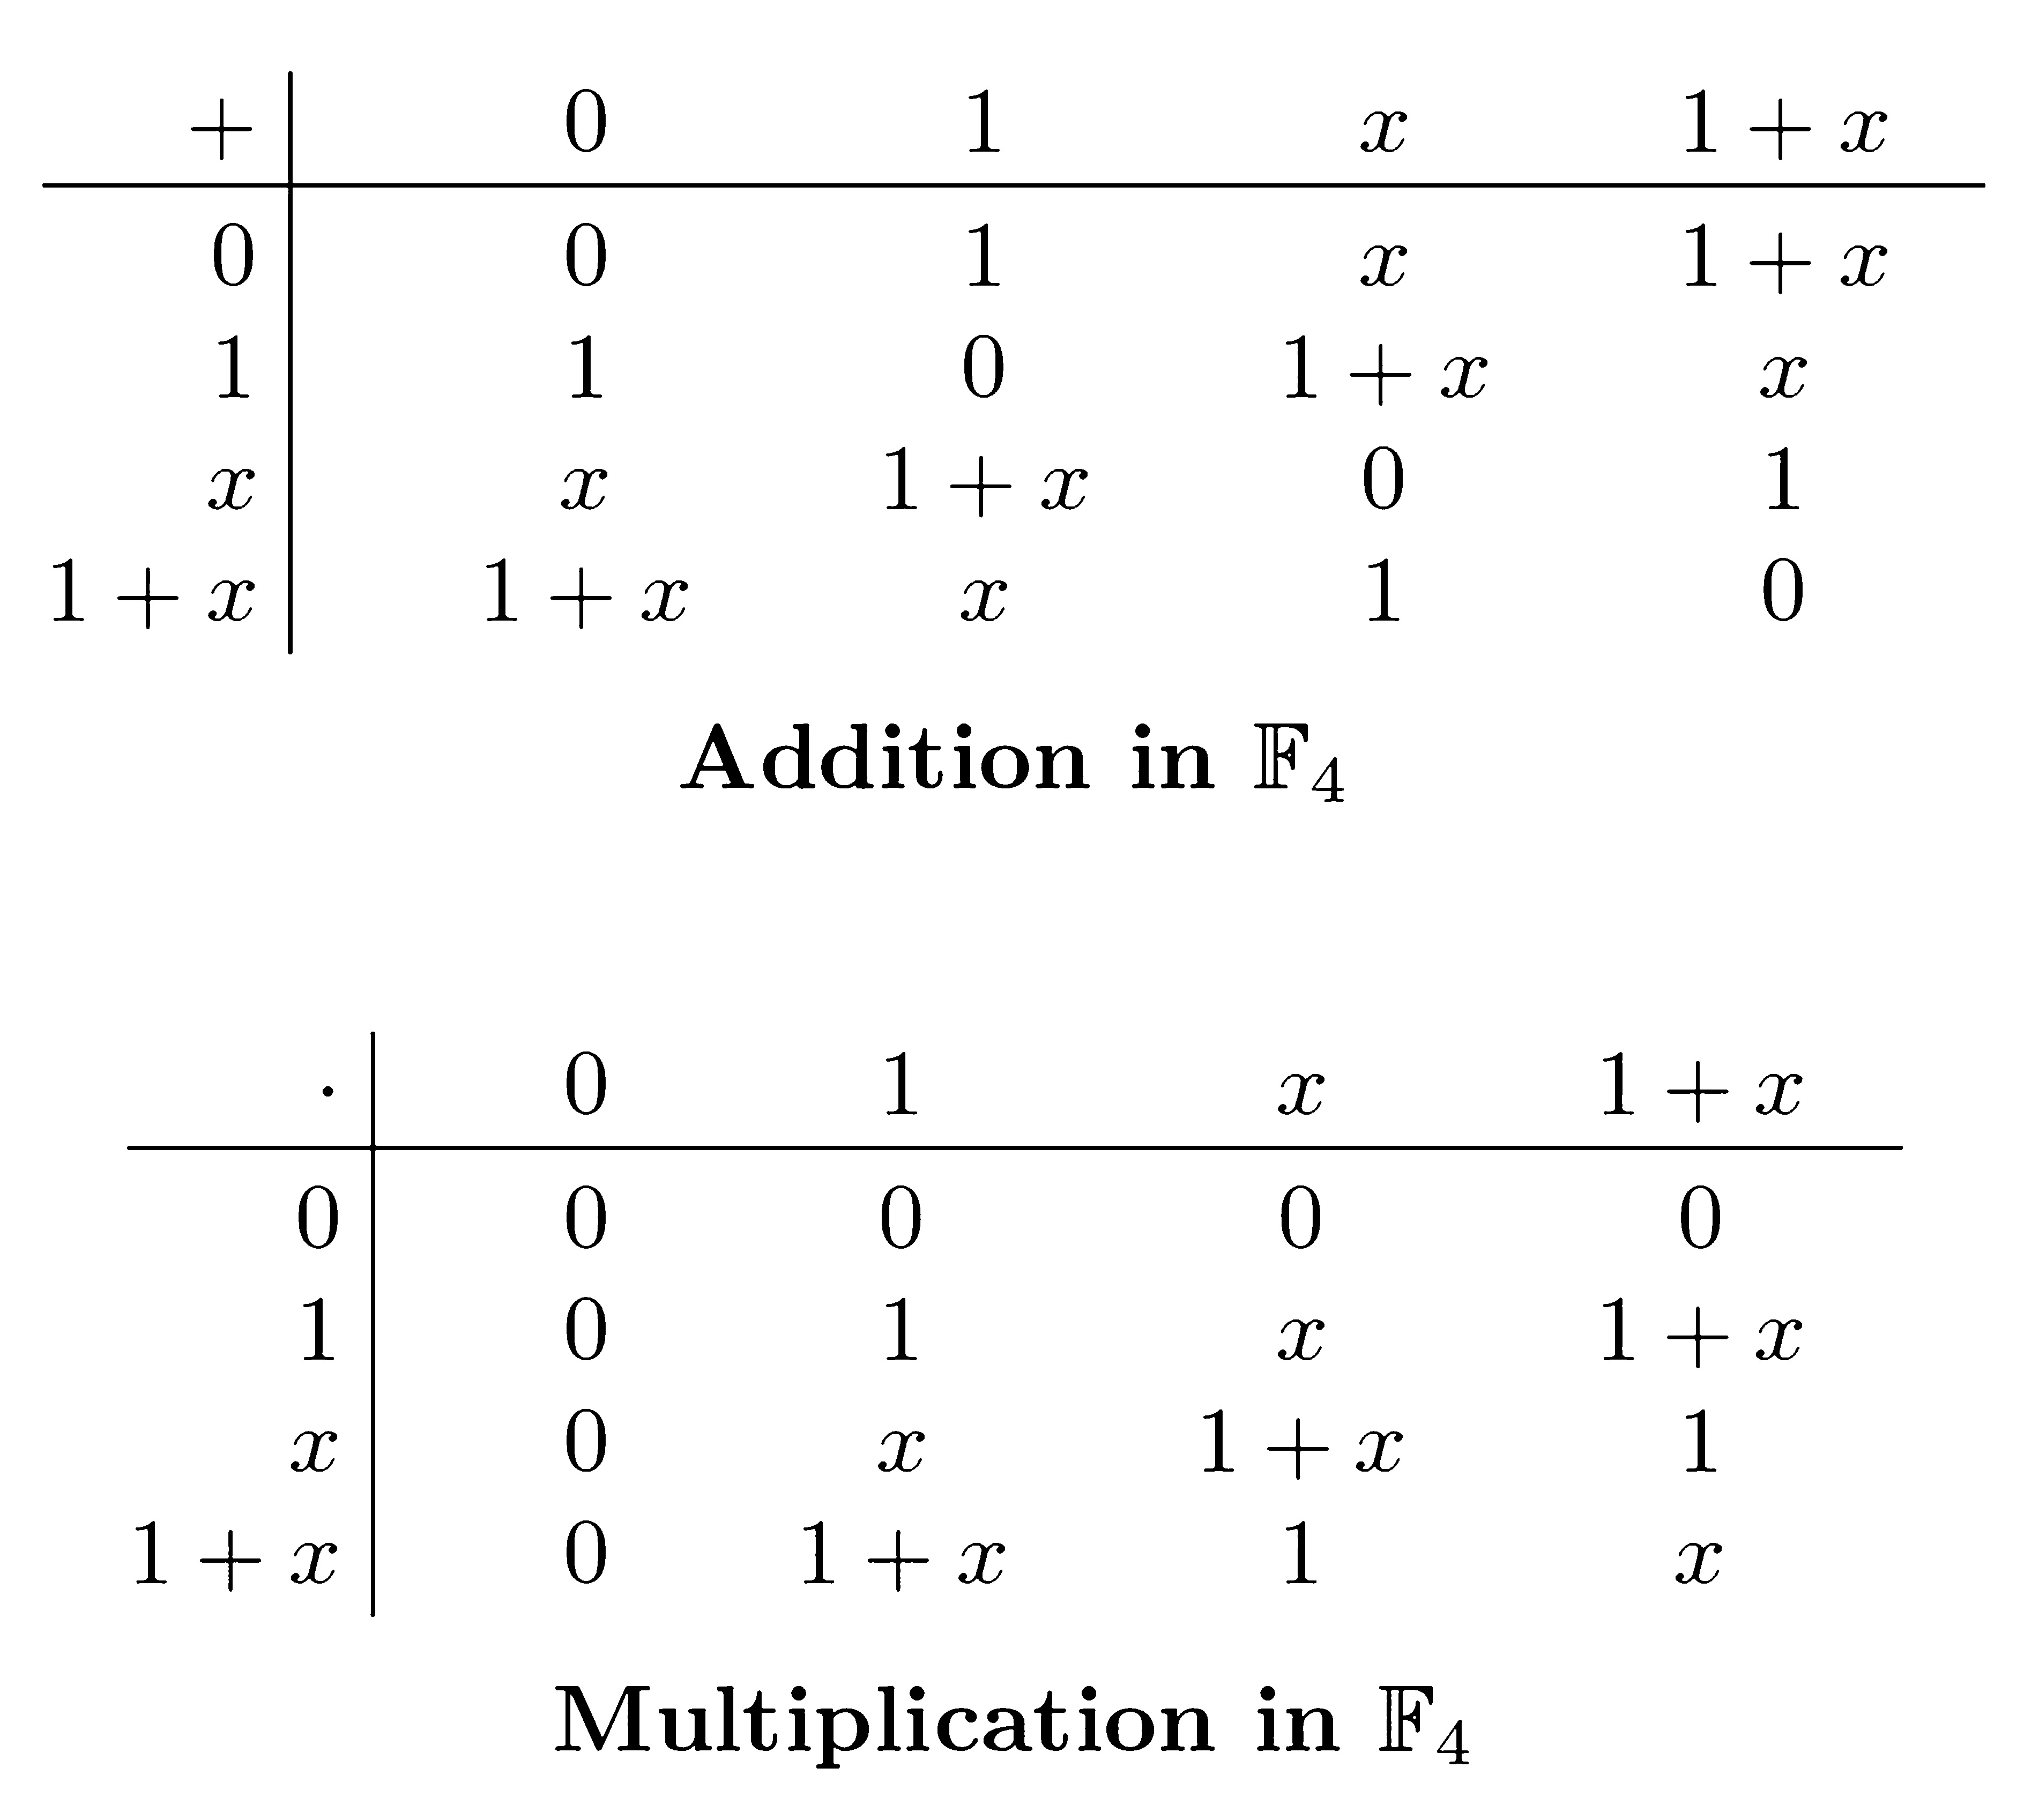 + 0 1 x 1 + x
0 0 1 x 1 + x
1 1 0 1 + x x
x x 1 + x 0 1
1 + x 1 + x x 1 0
Addition in 𝔽₄
· 0 1 x 1 + x
0 0 0 0 0
1 0 1 x 1 + x
x 0 x 1 + x 1
1 + x 0 1 + x 1 x
Multiplication in 𝔽₄